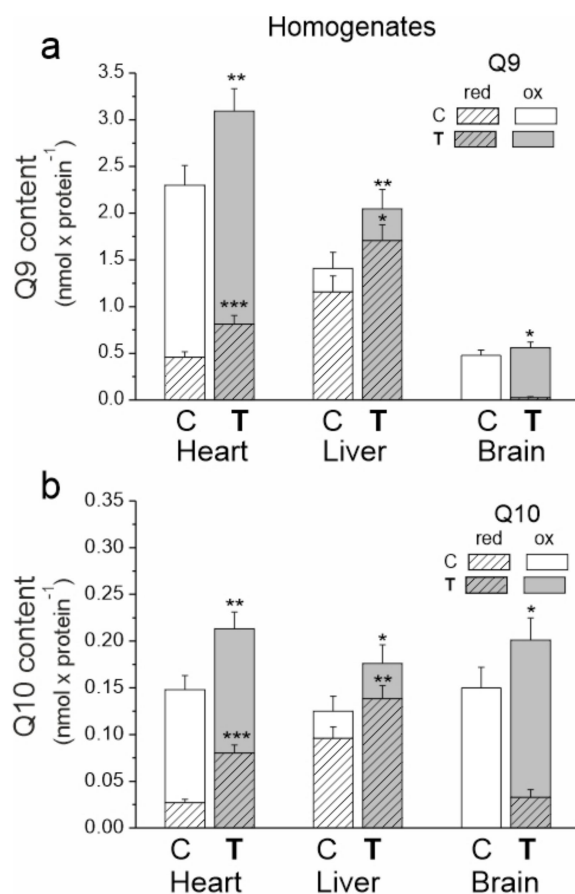 Homogenates
a
Q9
red ox
C
T
Q9 content
(nmol x protein⁻¹)
3.5
3.0
2.5
2.0
1.5
1.0
0.5
0.0
**
***
**
*
*
C T C T C T
Heart Liver Brain
b
Q10
red ox
C
T
Q10 content
(nmol x protein⁻¹)
0.35
0.30
0.25
0.20
0.15
0.10
0.05
0.00
**
***
*
**
*
C T C T C T
Heart Liver Brain